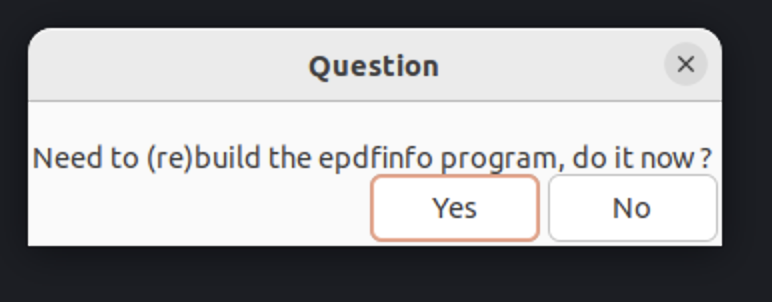 Question
Need to (re)build the epdfinfo program, do it now?
Yes No